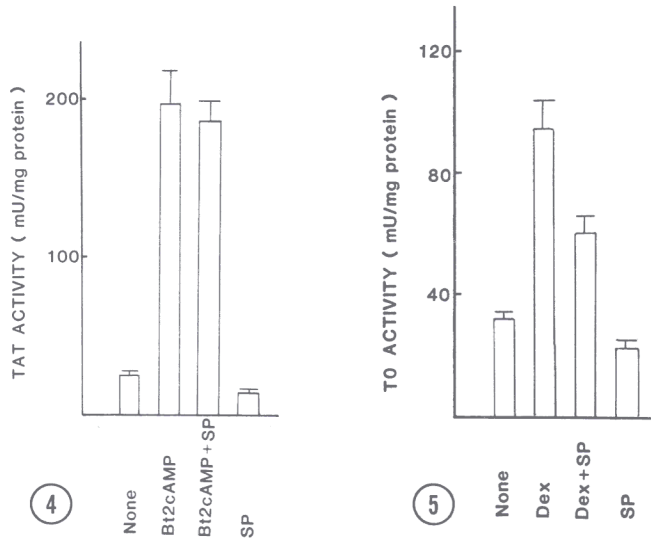 TAT ACTIVITY ( mU/mg protein )
200
100
None
Bt2cAMP
Bt2cAMP+SP
SP
4
TO ACTIVITY ( mU/mg protein )
120
80
40
None
Dex
Dex+SP
SP
5